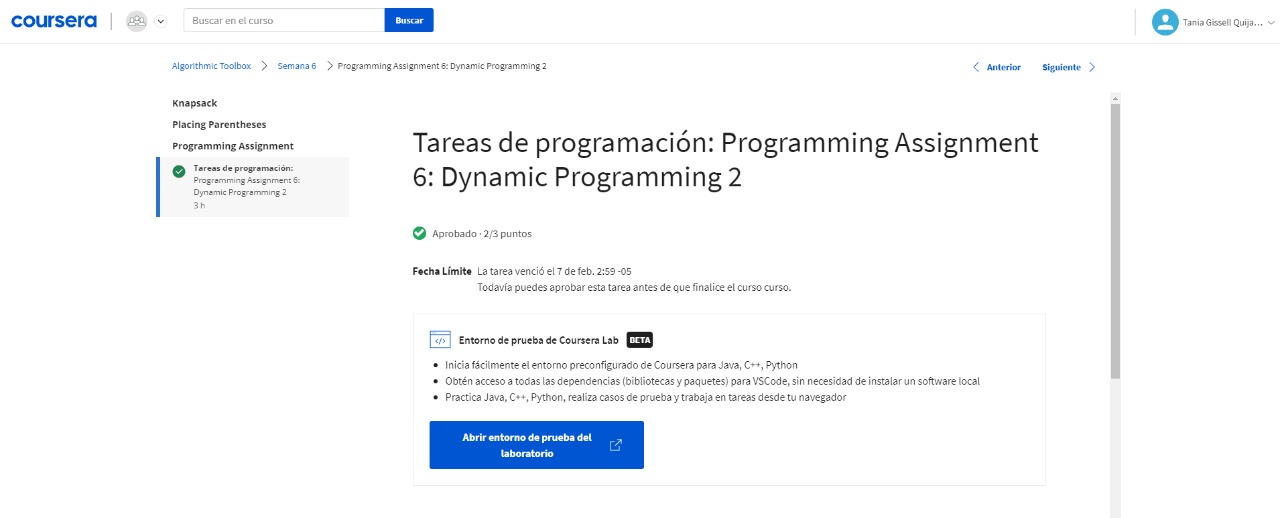 coursera
Buscar en el curso
Buscar
Tania Gissell Quija...
Algorithmic Toolbox
Semana 6
Programming Assignment 6: Dynamic Programming 2
Anterior
Siguiente
Knapsack
Placing Parentheses
Programming Assignment
Tareas de programación:
Programming Assignment 6:
Dynamic Programming 2
3 h
Tareas de programación: Programming Assignment
6: Dynamic Programming 2
Aprobado · 2/3 puntos
Fecha Límite La tarea venció el 7 de feb. 2:59 -05
Todavía puedes aprobar esta tarea antes de que finalice el curso curso.
Entorno de prueba de Coursera Lab BETA
Inicia fácilmente el entorno preconfigurado de Coursera para Java, C++, Python
Obtén acceso a todas las dependencias (bibliotecas y paquetes) para VSCode, sin necesidad de instalar un software local
Practica Java, C++, Python, realiza casos de prueba y trabaja en tareas desde tu navegador
Abrir entorno de prueba del
laboratorio